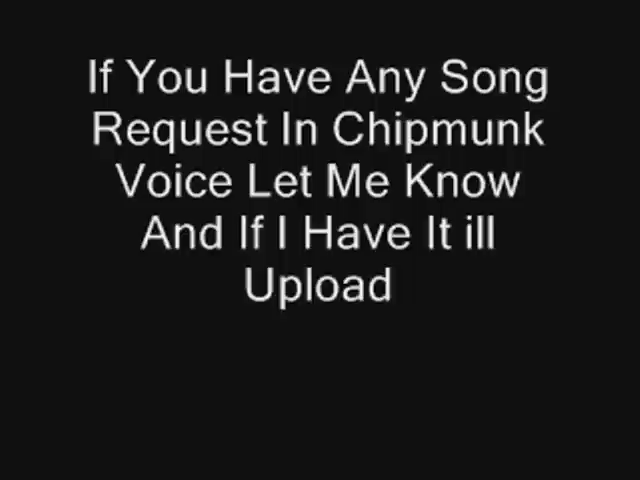 If You Have Any Song
Request In Chipmunk
Voice Let Me Know
And If I Have It ill
Upload